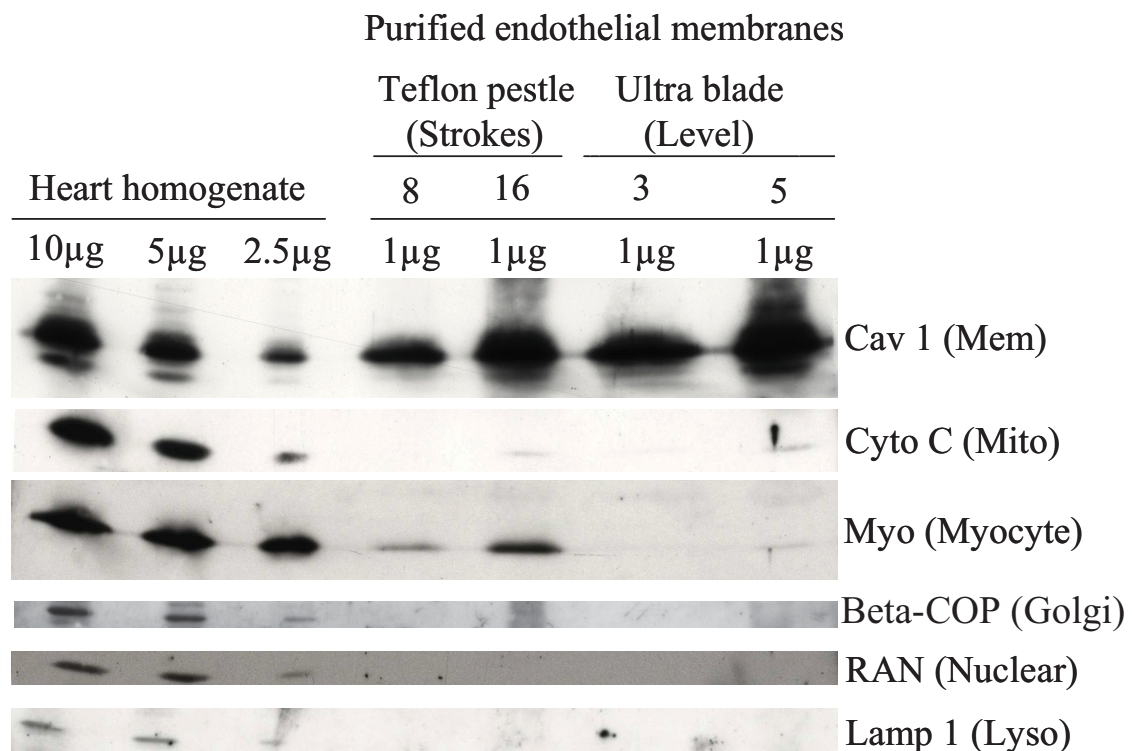 Purified endothelial membranes
Teflon pestle Ultra blade
(Strokes) (Level)
Heart homogenate 8 16 3 5
10µg 5µg 2.5µg 1µg 1µg 1µg 1µg
Cav 1 (Mem)
Cyto C (Mito)
Myo (Myocyte)
Beta-COP (Golgi)
RAN (Nuclear)
Lamp 1 (Lyso)